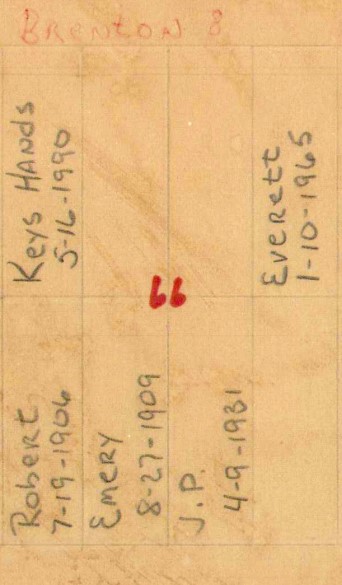 BRENTON 8
KEYS HANDS
5-16-1990
EVERETT
1-10-1965
66
Robert
7-19-1906
EMERY
8-27-1909
J.P.
4-9-1931